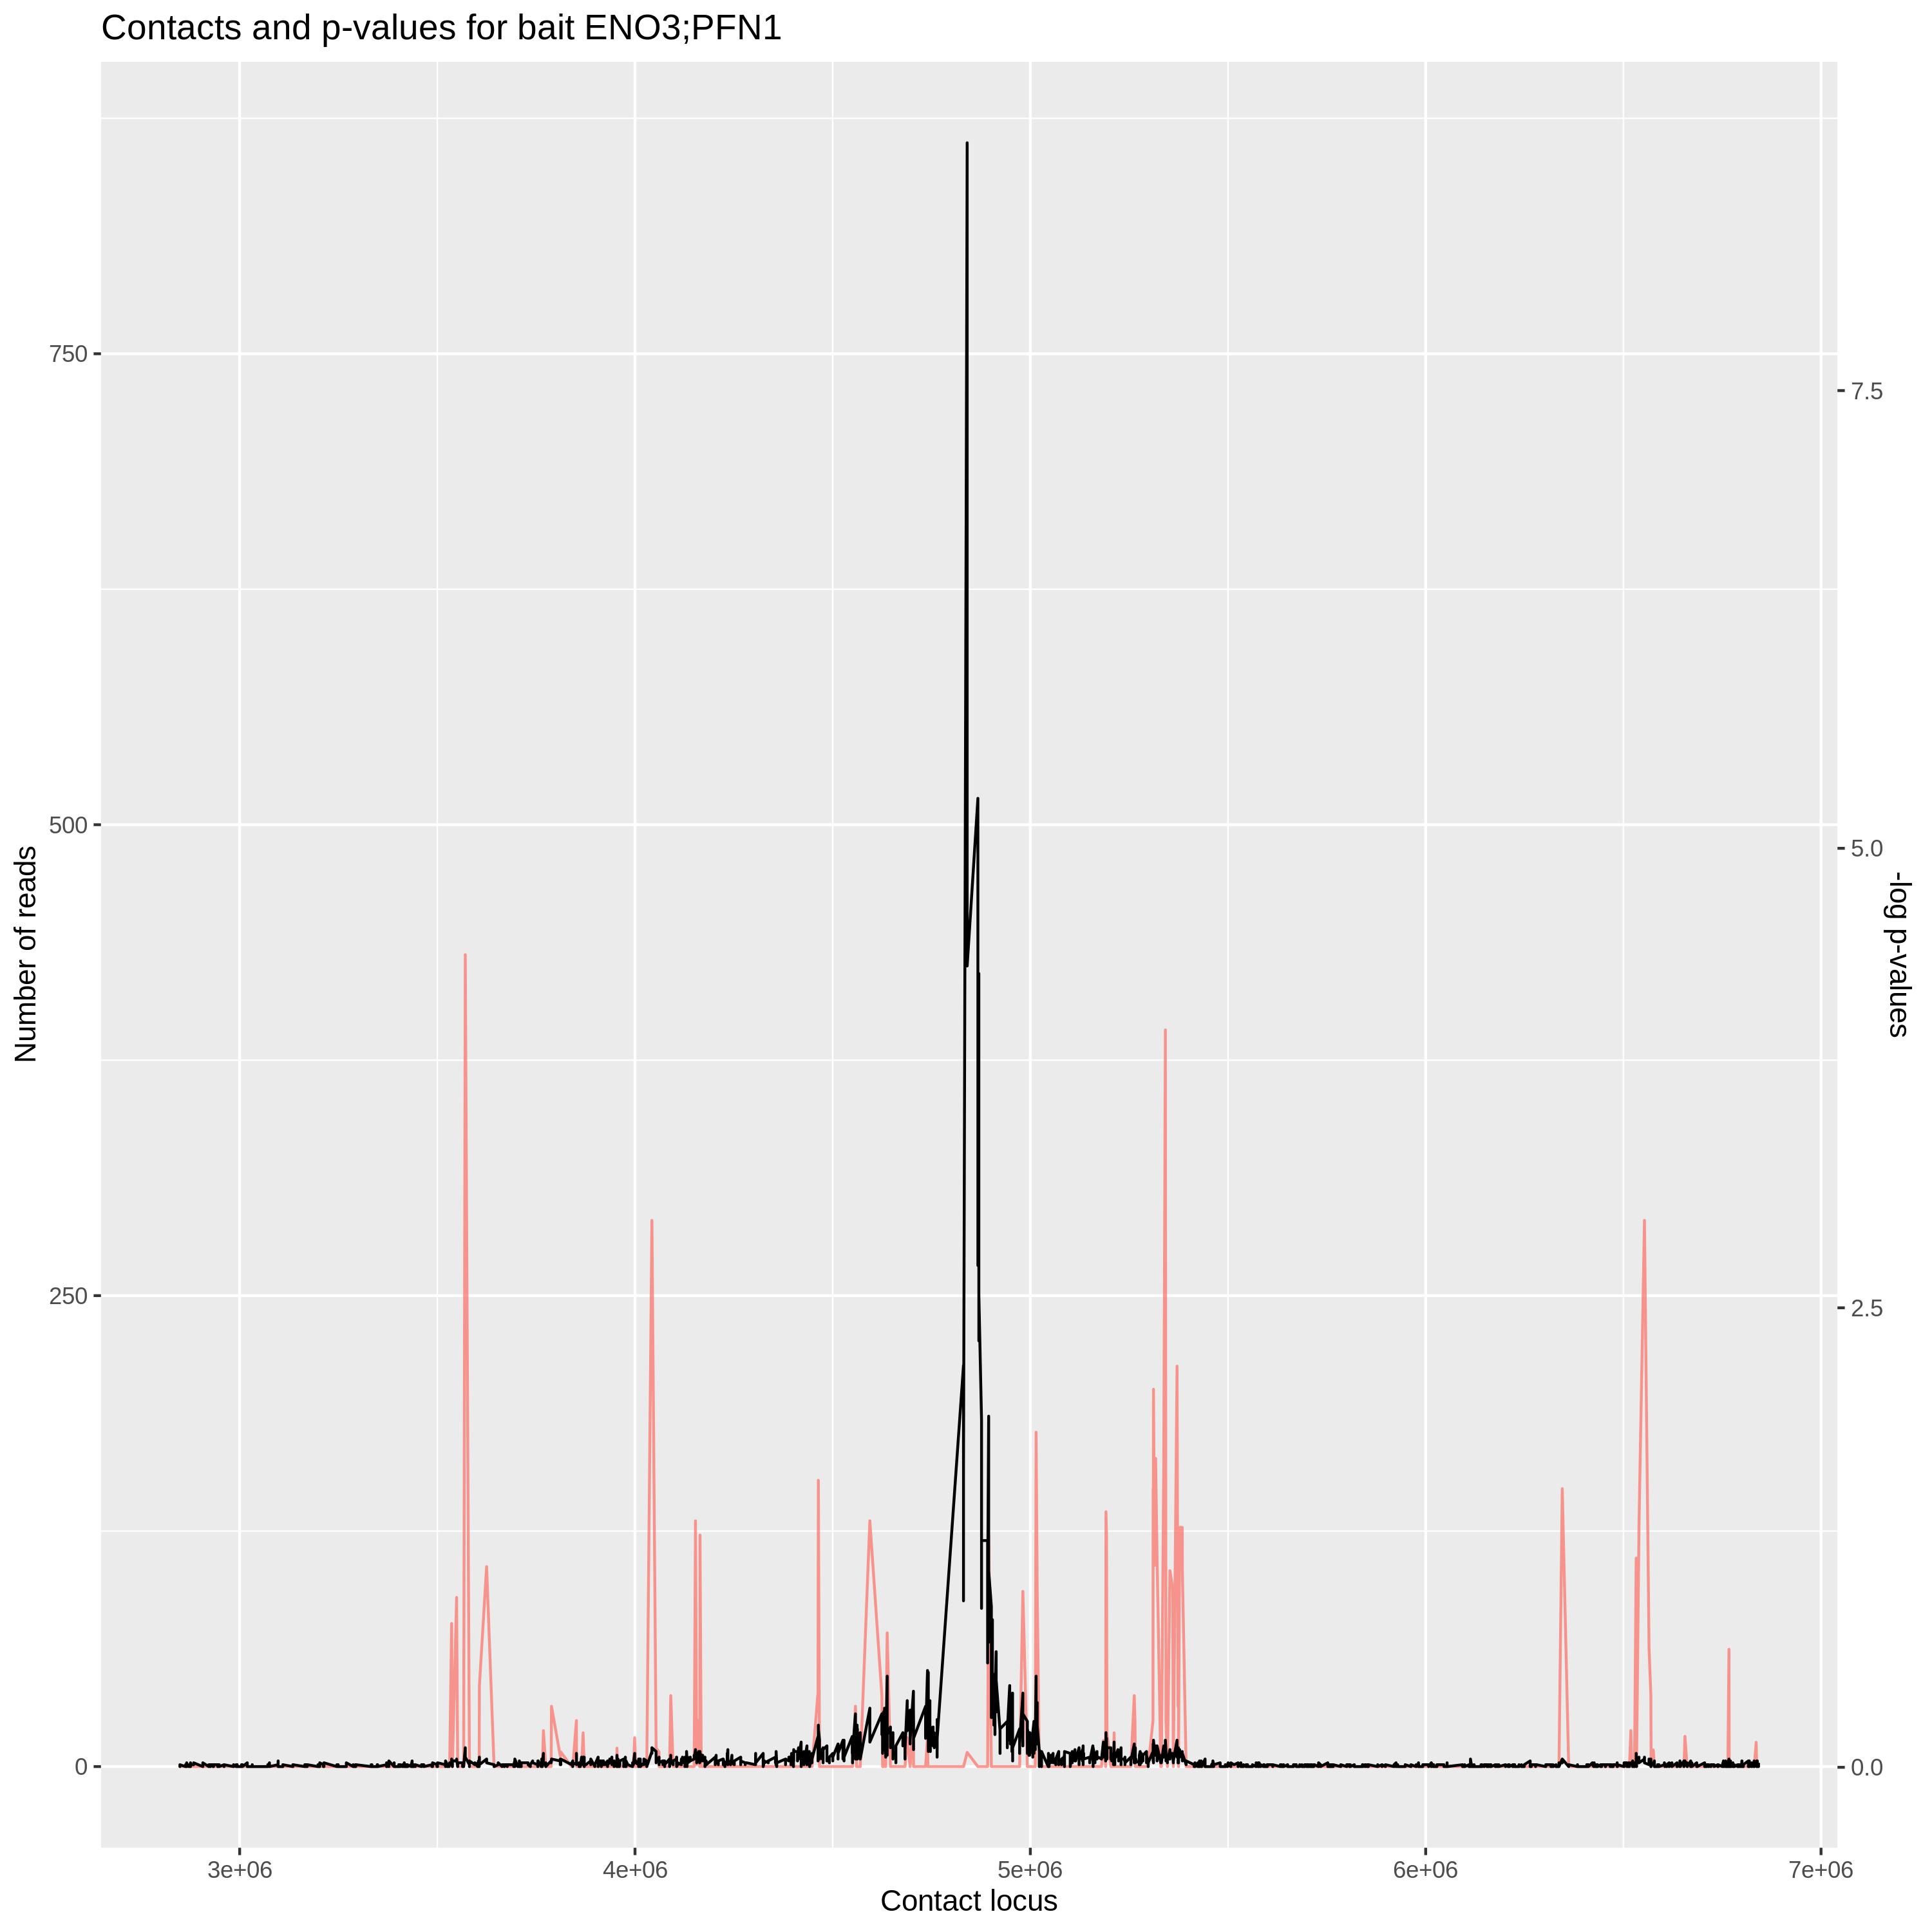 Contacts and p-values for bait ENO3;PFN1
Number of reads
750
500
250
0
7.5
5.0
2.5
0.0
-log p-values
3e+06
4e+06
5e+06
6e+06
7e+06
Contact locus